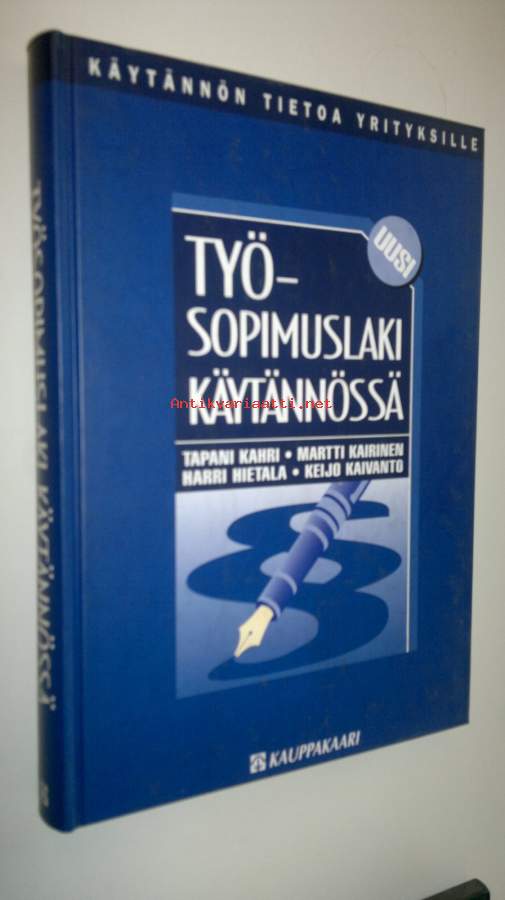 KÄYTÄNNÖN TIETOA YRITYKSILLE
UUSI
TYÖ-
SOPIMUSLAKI
KÄYTÄNNÖSSÄ
Antikvariaatti.net
TAPANI KAHRI • MARTTI KAIRINEN
HARRI HIETALA • KEIJO KAIVANTO
KAUPPAKAARI
TYÖSOPIMUSLAKI KÄYTÄNNÖSSÄ